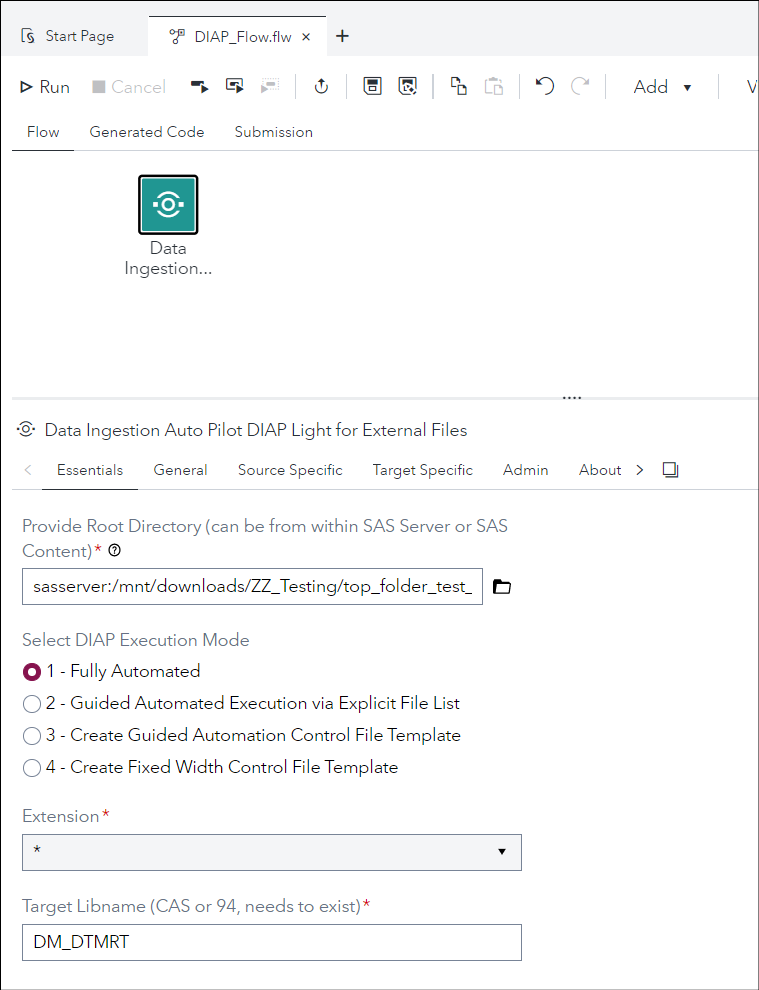 Start Page
DIAP_Flow.flw
Run
Cancel
Add
V
Flow
Generated Code
Submission
Data
Ingestion...
Data Ingestion Auto Pilot DIAP Light for External Files
Essentials
General
Source Specific
Target Specific
Admin
About
Provide Root Directory (can be from within SAS Server or SAS
Content)*
sasserver:/mnt/downloads/ZZ_Testing/top_folder_test_
Select DIAP Execution Mode
1 - Fully Automated
2 - Guided Automated Execution via Explicit File List
3 - Create Guided Automation Control File Template
4 - Create Fixed Width Control File Template
Extension*
*
Target Libname (CAS or 94, needs to exist)*
DM_DTMRT